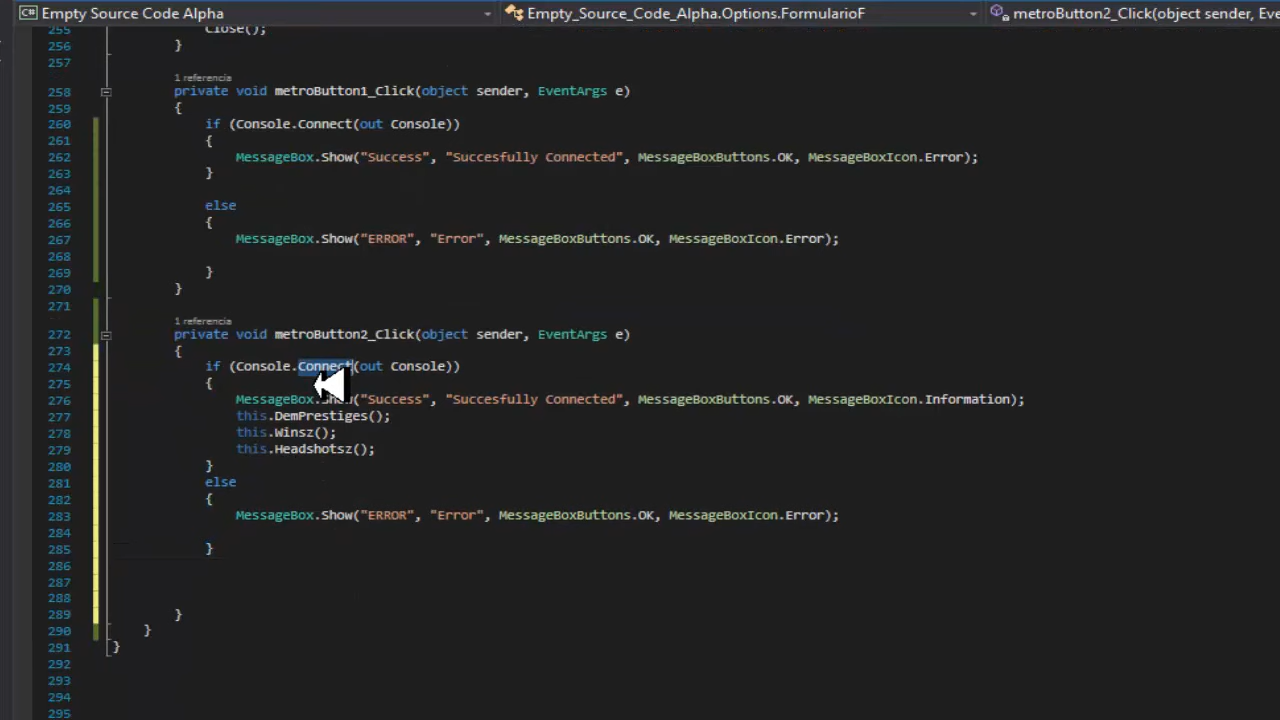 C# Empty Source Code Alpha Empty_Source_Code_Alpha.Options.FormularioF metroButton2_Click(object sender, Eve
255 Close();
256 }
257
1 referencia
258 private void metroButton1_Click(object sender, EventArgs e)
259 {
260 if (Console.Connect(out Console))
261 {
262 MessageBox.Show("Success", "Succesfully Connected", MessageBoxButtons.OK, MessageBoxIcon.Error);
263 }
264
265 else
266 {
267 MessageBox.Show("ERROR", "Error", MessageBoxButtons.OK, MessageBoxIcon.Error);
268
269 }
270 }
271
1 referencia
272 private void metroButton2_Click(object sender, EventArgs e)
273 {
274 if (Console.Connect(out Console))
275 {
276 MessageBox.Show("Success", "Succesfully Connected", MessageBoxButtons.OK, MessageBoxIcon.Information);
277 this.DemPrestiges();
278 this.Winsz();
279 this.Headshotsz();
280 }
281 else
282 {
283 MessageBox.Show("ERROR", "Error", MessageBoxButtons.OK, MessageBoxIcon.Error);
284
285 }
286
287
288
289 }
290 }
291 }
292
293
294
295